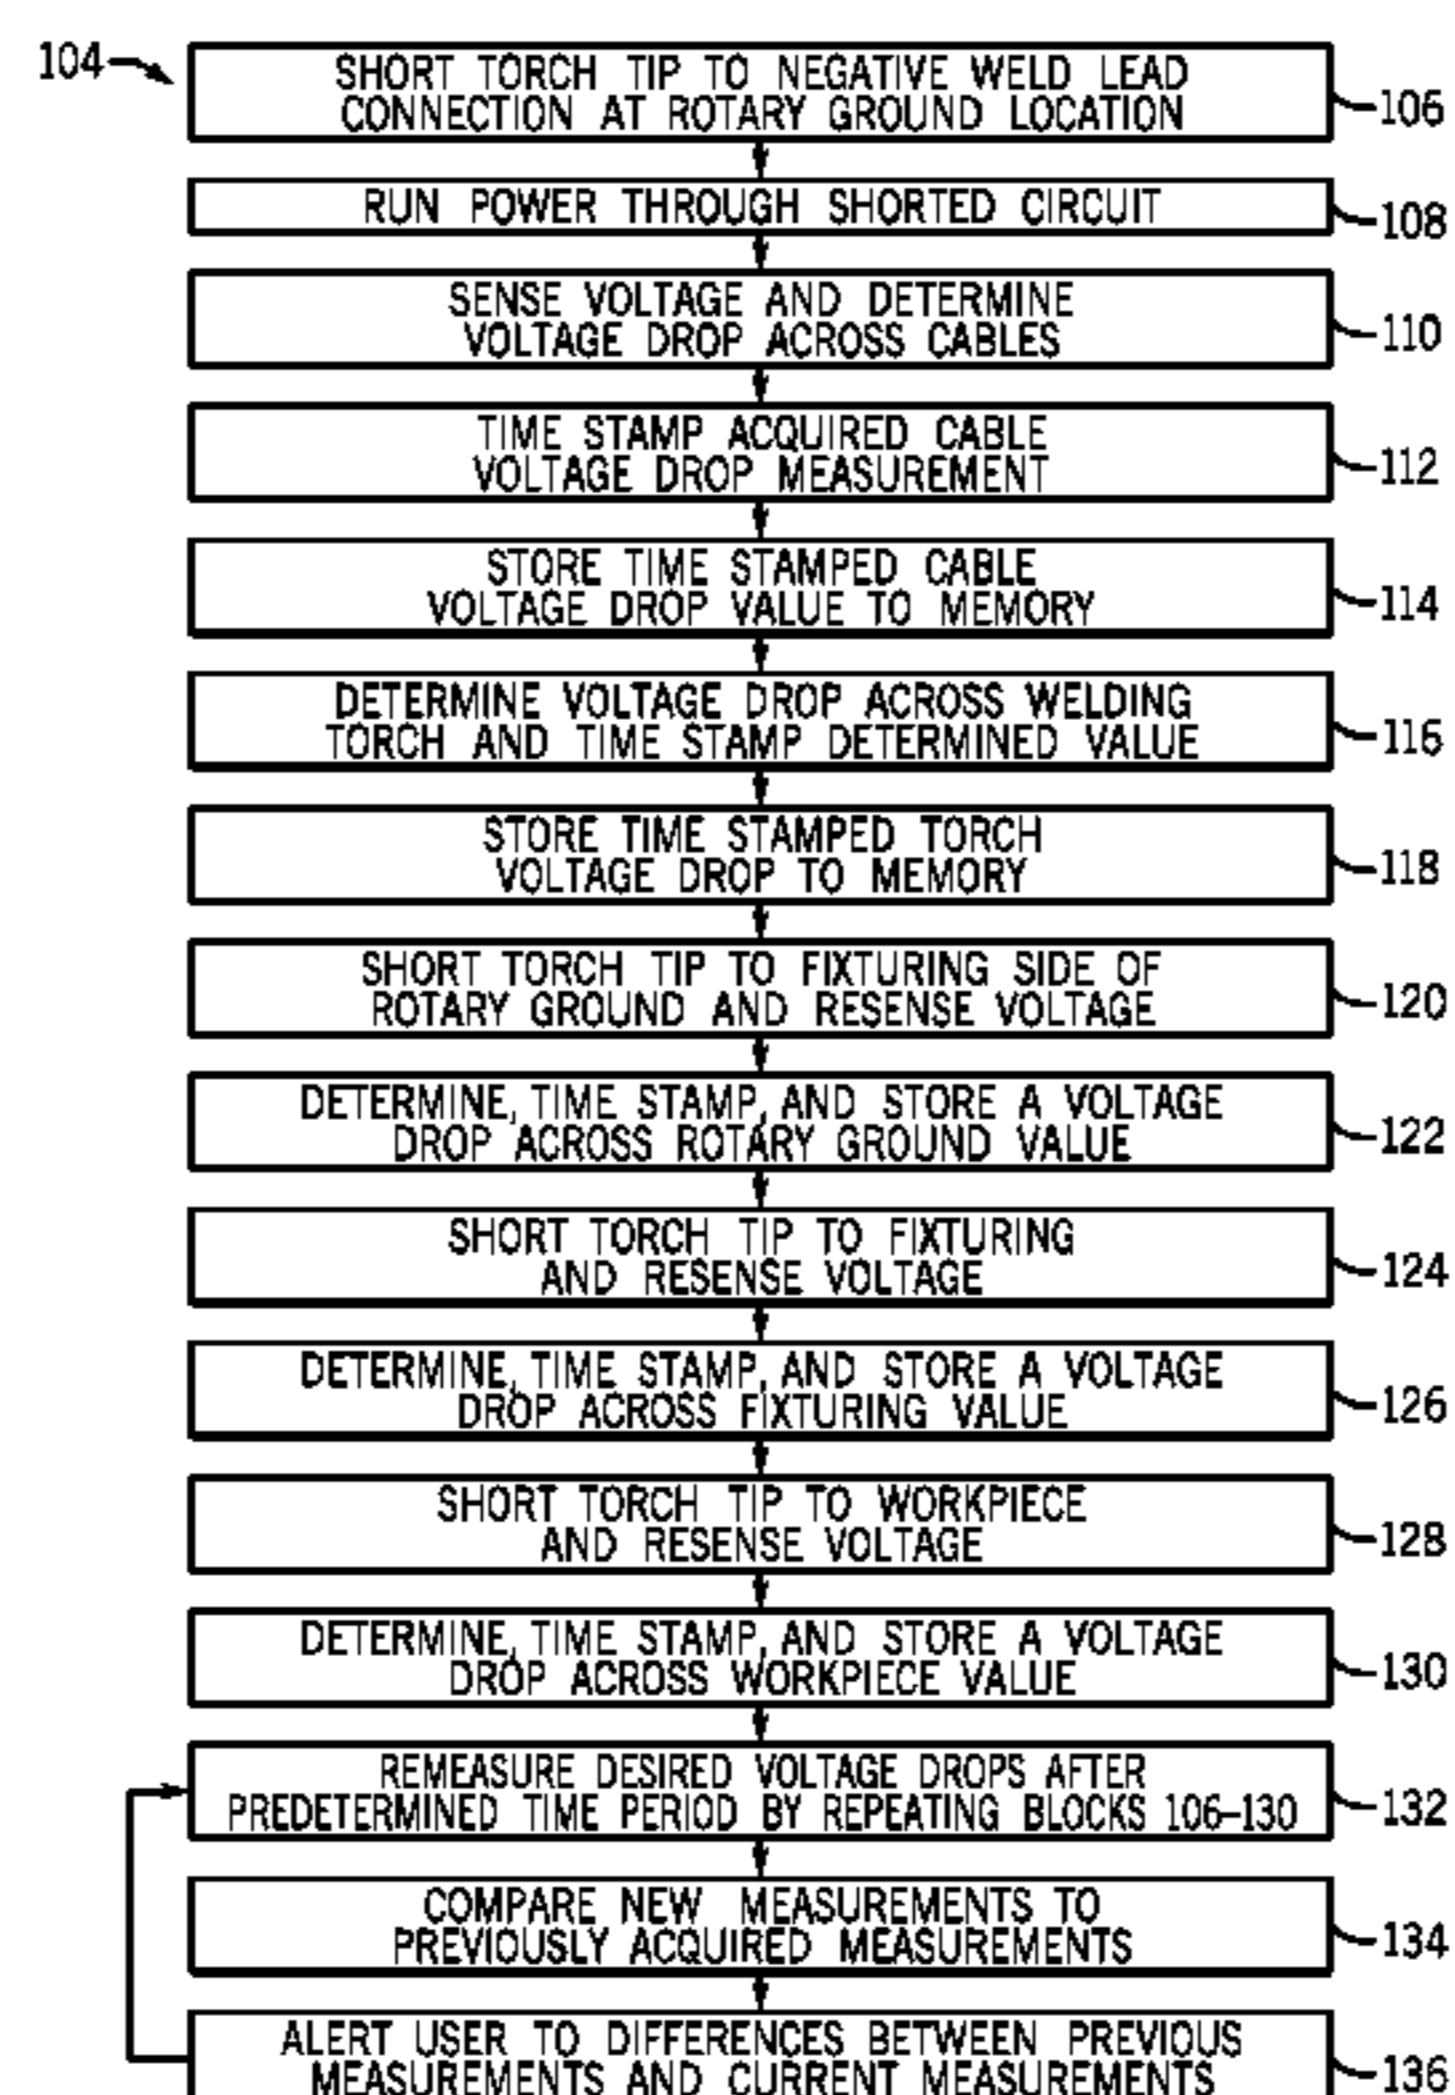 104
SHORT TORCH TIP TO NEGATIVE WELD LEAD
CONNECTION AT ROTARY GROUND LOCATION
106
RUN POWER THROUGH SHORTED CIRCUIT
108
SENSE VOLTAGE AND DETERMINE
VOLTAGE DROP ACROSS CABLES
110
TIME STAMP ACQUIRED CABLE
VOLTAGE DROP MEASUREMENT
112
STORE TIME STAMPED CABLE
VOLTAGE DROP VALUE TO MEMORY
114
DETERMINE VOLTAGE DROP ACROSS WELDING
TORCH AND TIME STAMP DETERMINED VALUE
116
STORE TIME STAMPED TORCH
VOLTAGE DROP TO MEMORY
118
SHORT TORCH TIP TO FIXTURING SIDE OF
ROTARY GROUND AND RESENSE VOLTAGE
120
DETERMINE, TIME STAMP, AND STORE A VOLTAGE
DROP ACROSS ROTARY GROUND VALUE
122
SHORT TORCH TIP TO FIXTURING
AND RESENSE VOLTAGE
124
DETERMINE, TIME STAMP, AND STORE A VOLTAGE
DROP ACROSS FIXTURING VALUE
126
SHORT TORCH TIP TO WORKPIECE
AND RESENSE VOLTAGE
128
DETERMINE, TIME STAMP, AND STORE A VOLTAGE
DROP ACROSS WORKPIECE VALUE
130
REMEASURE DESIRED VOLTAGE DROPS AFTER
PREDETERMINED TIME PERIOD BY REPEATING BLOCKS 106-130
132
COMPARE NEW MEASUREMENTS TO
PREVIOUSLY ACQUIRED MEASUREMENTS
134
ALERT USER TO DIFFERENCES BETWEEN PREVIOUS
MEASUREMENTS AND CURRENT MEASUREMENTS
136